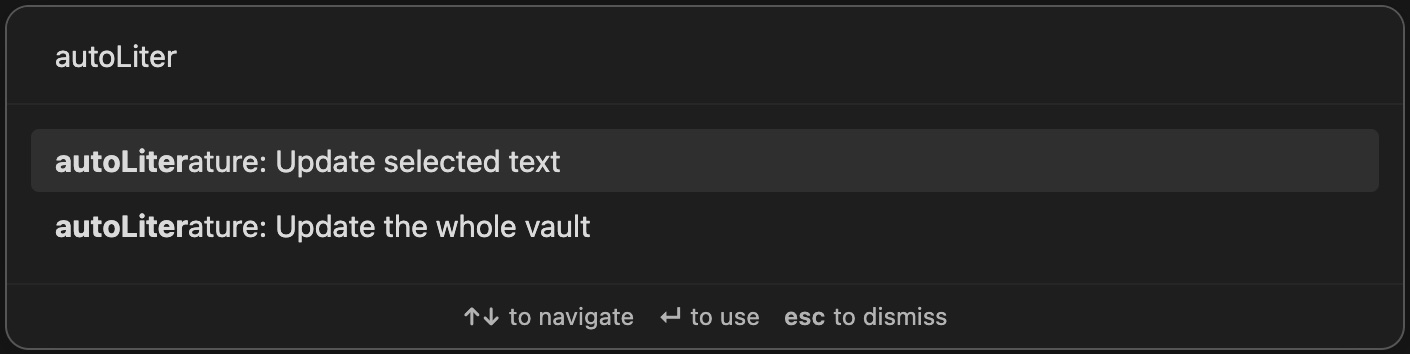 autoLiter
autoLiterature: Update selected text
autoLiterature: Update the whole vault
↑↓ to navigate ↵ to use esc to dismiss